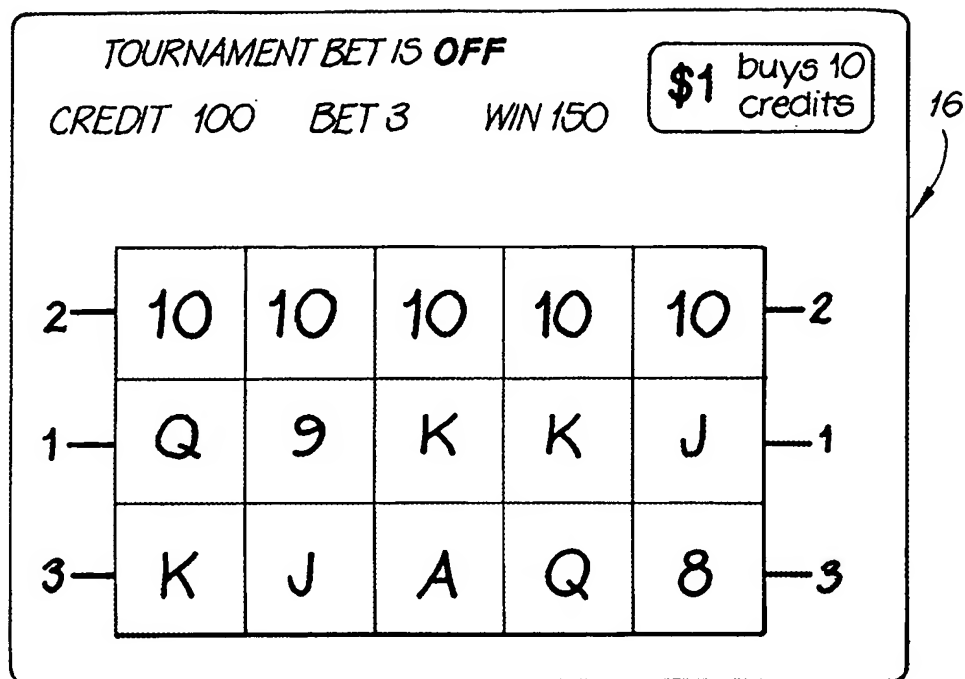 TOURNAMENT BET IS OFF
$1 buys 10
credits
CREDIT 100 BET 3 WIN 150
16
2 10 10 10 10 10 2
1 Q 9 K K J 1
3 K J A Q 8 3